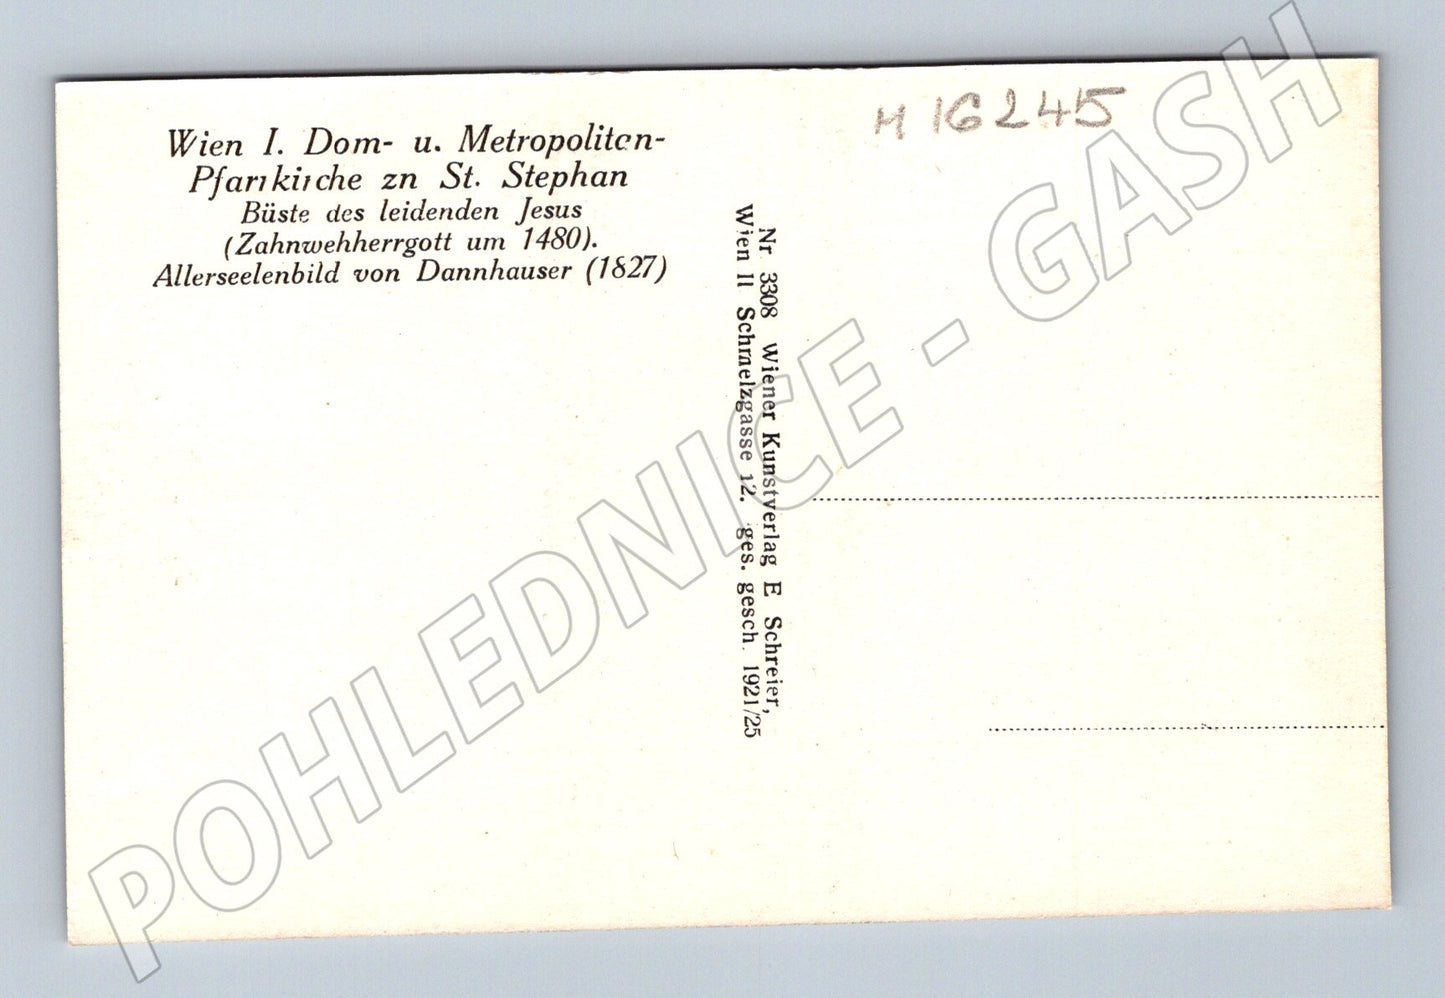 Wien I. Dom- u. Metropoliten-
Pfarrkirche zn St. Stephan
Büste des leidenden Jesus
(Zahnwehherrgott um 1480).
Allerseelenbild von Dannhauser (1827)
H 16245
Nr 3308 Wiener Kunstverlag E Schreier,
Wien II Schmelzgasse 12. ges. gesch. 1921/25
POHLEDNICE - GASH